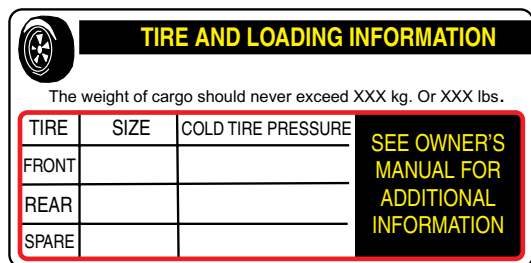 TIRE AND LOADING INFORMATION
The weight of cargo should never exceed XXX kg. Or XXX lbs.
TIRE SIZE COLD TIRE PRESSURE
FRONT
REAR
SPARE
SEE OWNER'S
MANUAL FOR
ADDITIONAL
INFORMATION